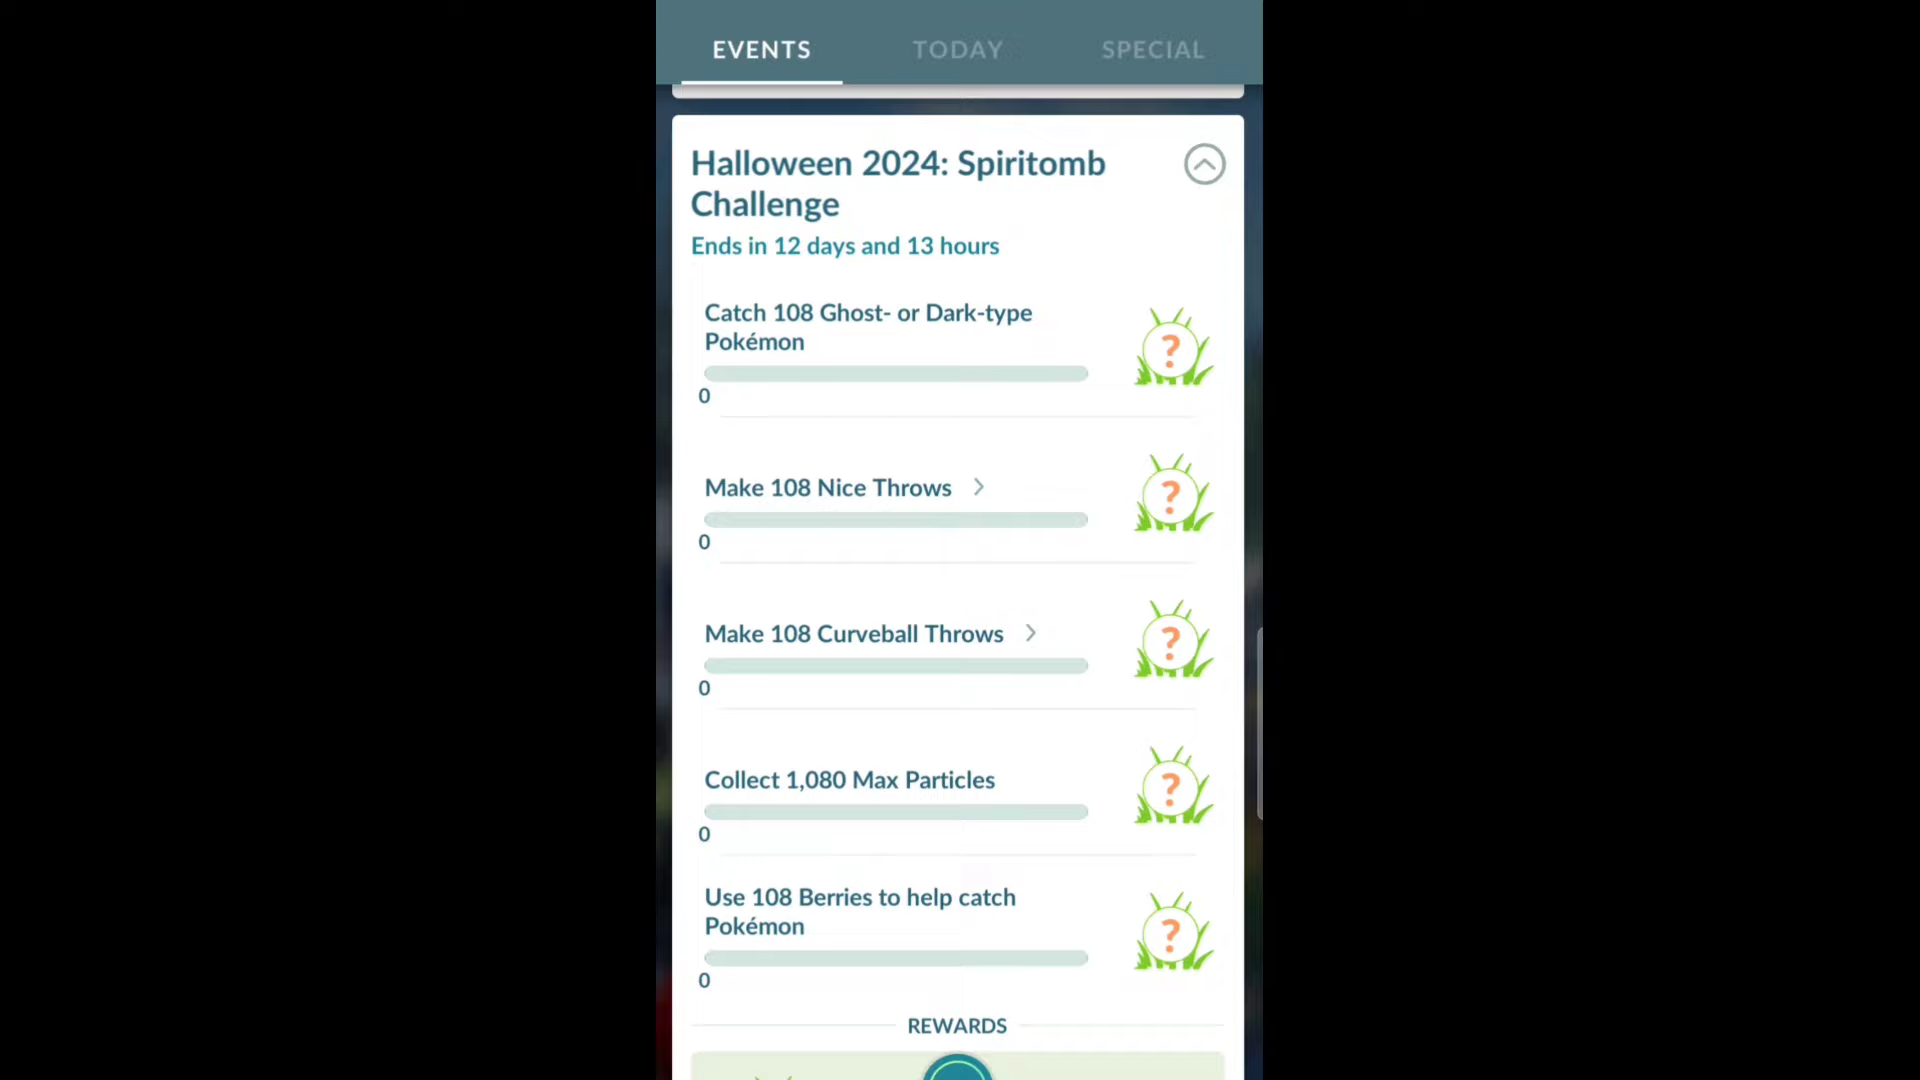 EVENTS TODAY SPECIAL
Halloween 2024: Spiritomb
Challenge
Ends in 12 days and 13 hours
Catch 108 Ghost- or Dark-type
Pokémon
?
0
Make 108 Nice Throws
?
0
Make 108 Curveball Throws
?
0
Collect 1,080 Max Particles
?
0
Use 108 Berries to help catch
Pokémon
?
0
REWARDS